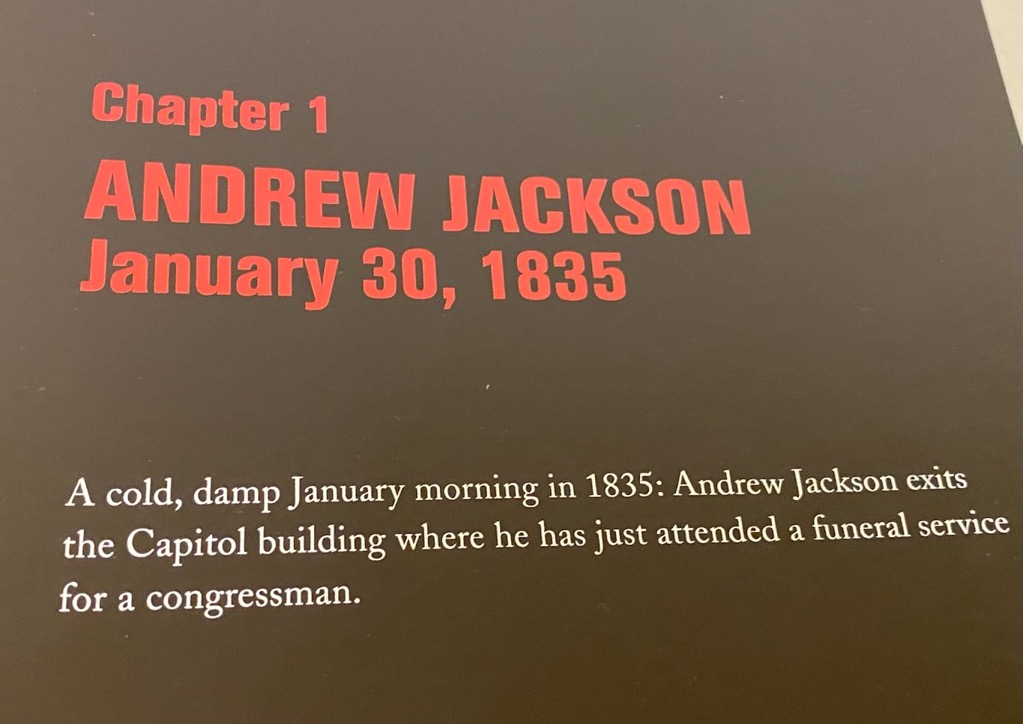 Chapter 1
ANDREW JACKSON
January 30, 1835
A cold, damp January morning in 1835: Andrew Jackson exits
the Capitol building where he has just attended a funeral service
for a congressman.